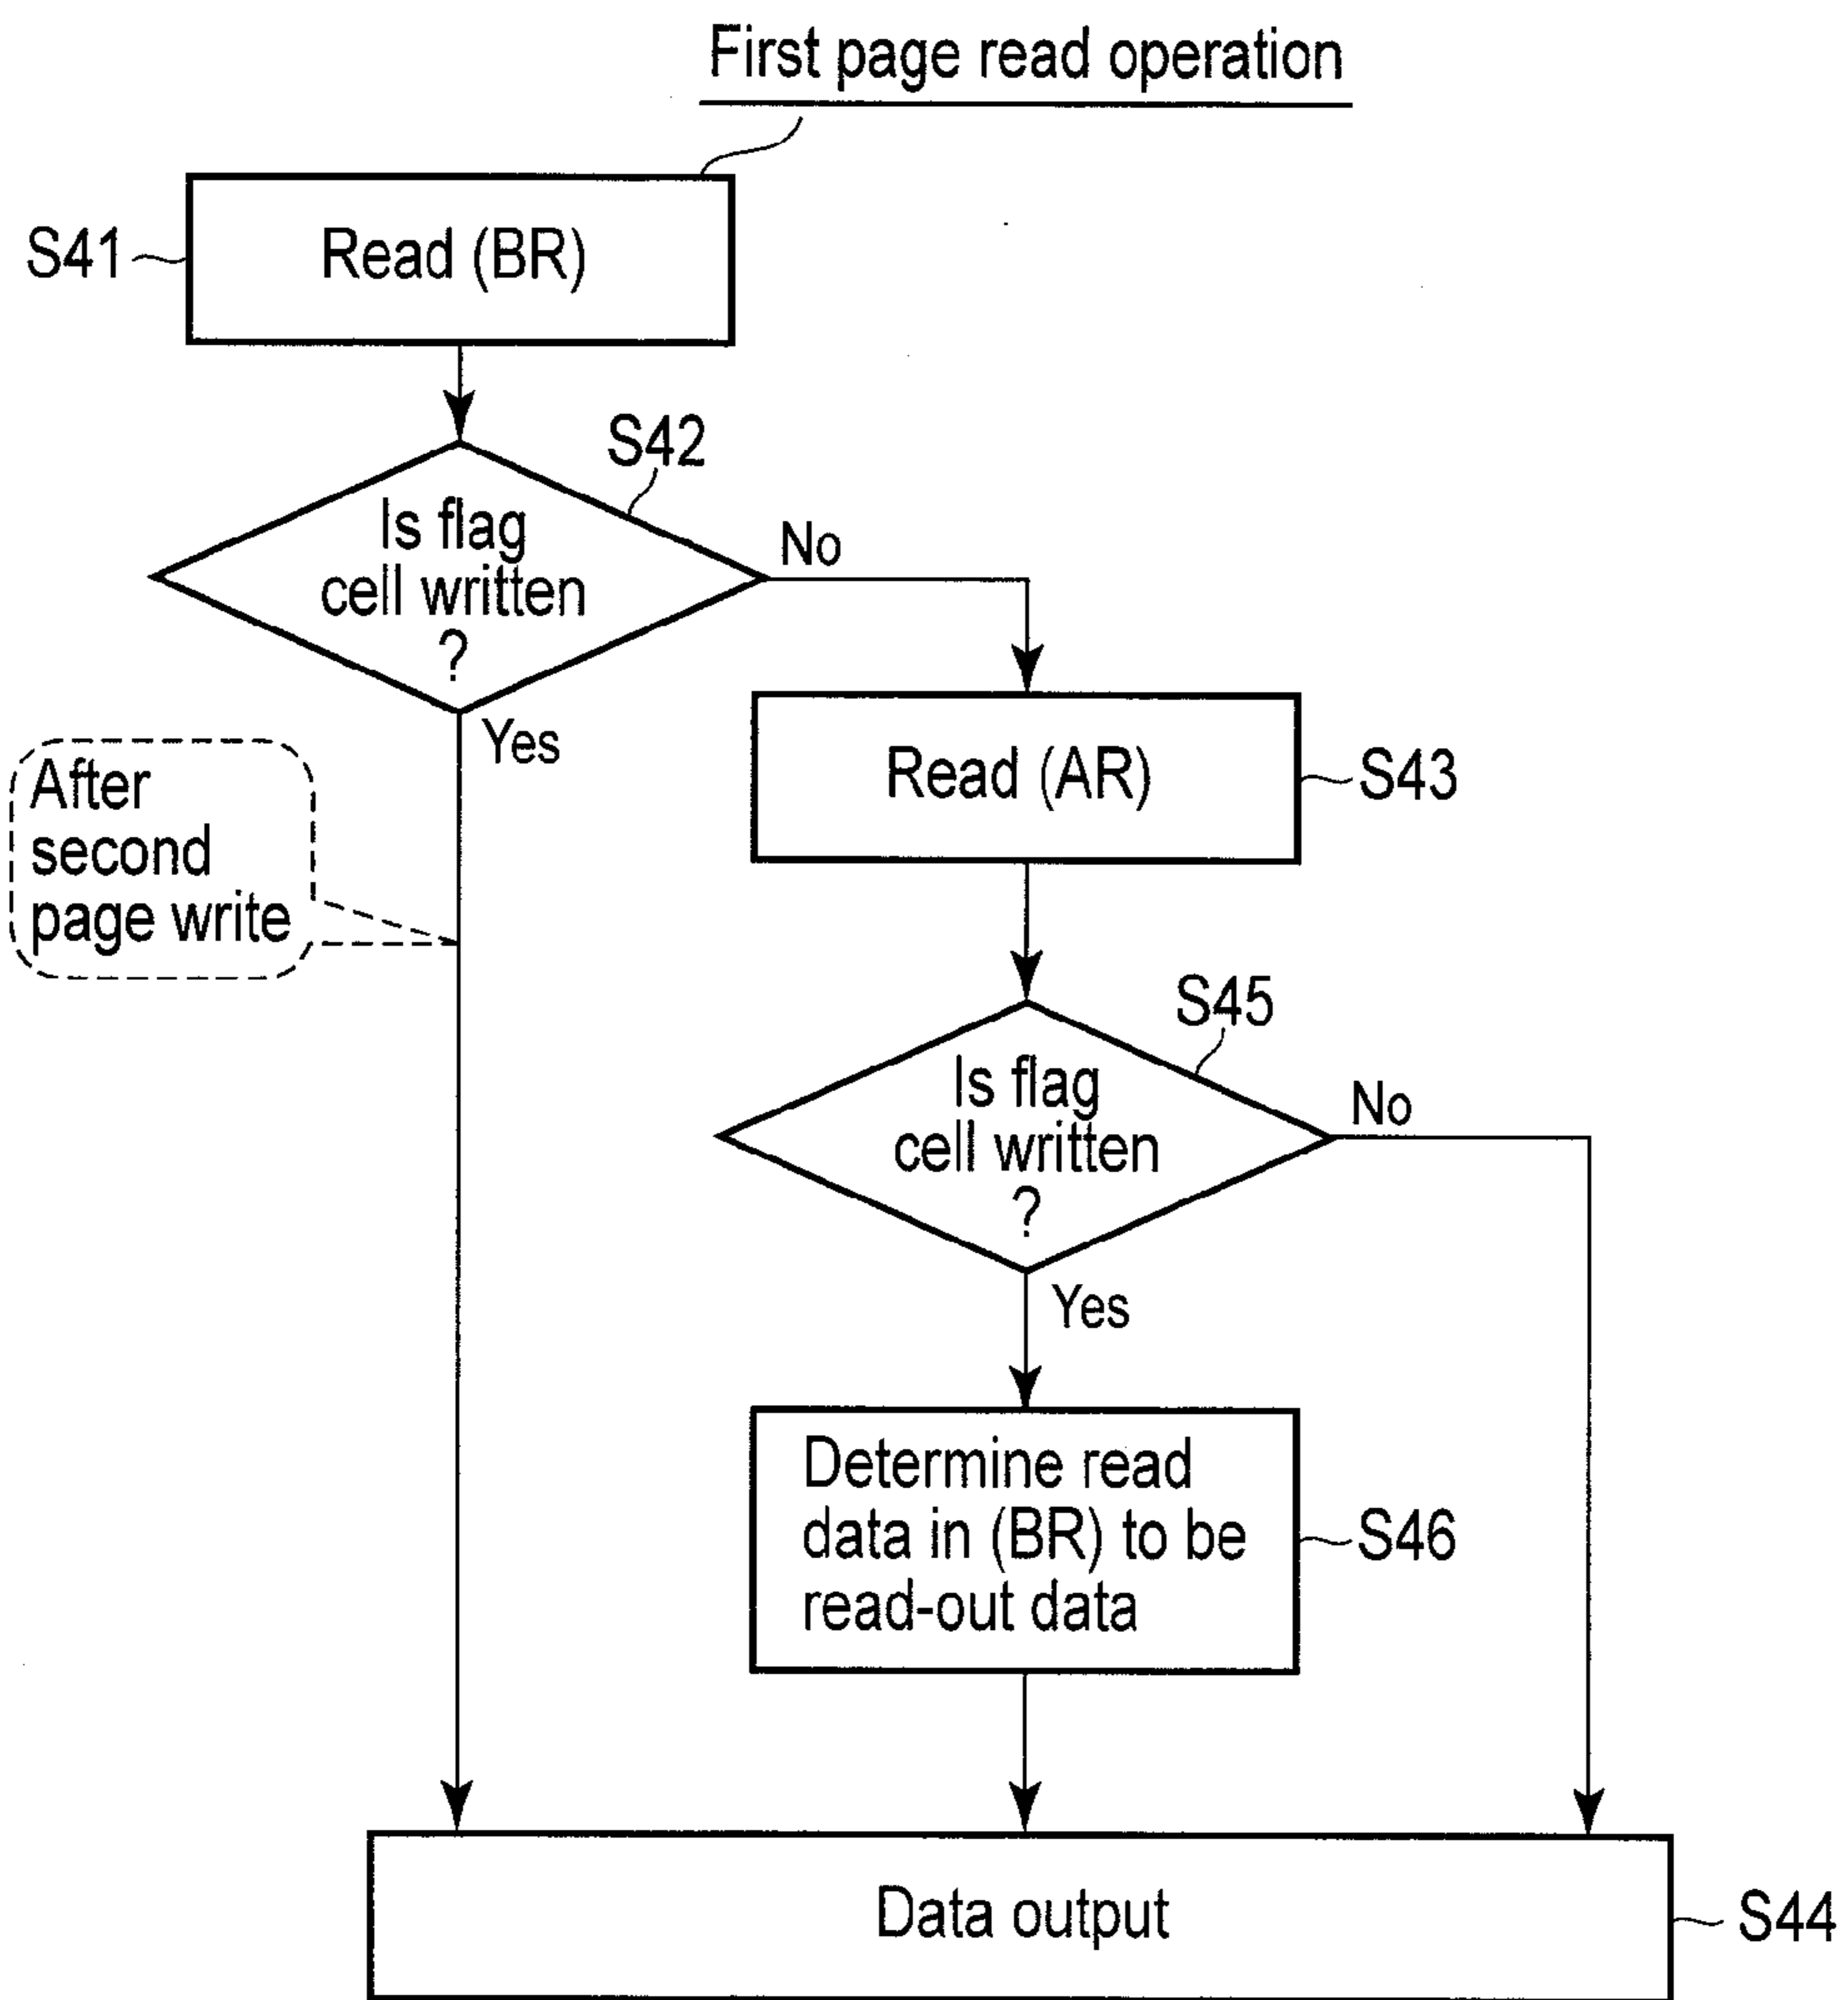 First page read operation
S41
Read (BR)
S42
Is flag
cell written
?
No
Yes
After
second
page write
Read (AR)
S43
S45
Is flag
cell written
?
No
Yes
Determine read
data in (BR) to be
read-out data
S46
Data output
S44